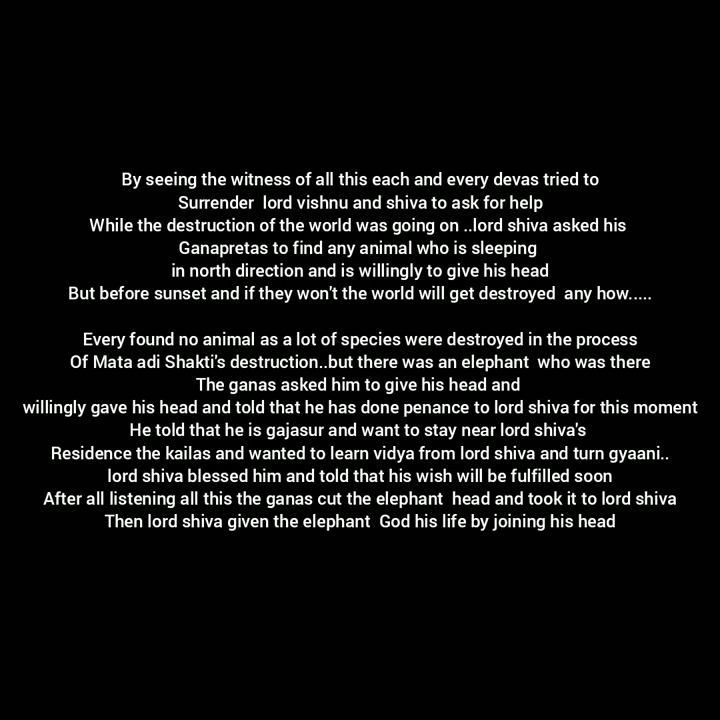 By seeing the witness of all this each and every devas tried to
Surrender lord vishnu and shiva to ask for help
While the destruction of the world was going on ..lord shiva asked his
Ganapretas to find any animal who is sleeping
in north direction and is willingly to give his head
But before sunset and if they won't the world will get destroyed any how.....
Every found no animal as a lot of species were destroyed in the process
Of Mata adi Shakti's destruction..but there was an elephant who was there
The ganas asked him to give his head and
willingly gave his head and told that he has done penance to lord shiva for this moment
He told that he is gajasur and want to stay near lord shiva's
Residence the kailas and wanted to learn vidya from lord shiva and turn gyaani..
lord shiva blessed him and told that his wish will be fulfilled soon
After all listening all this the ganas cut the elephant head and took it to lord shiva
Then lord shiva given the elephant God his life by joining his head